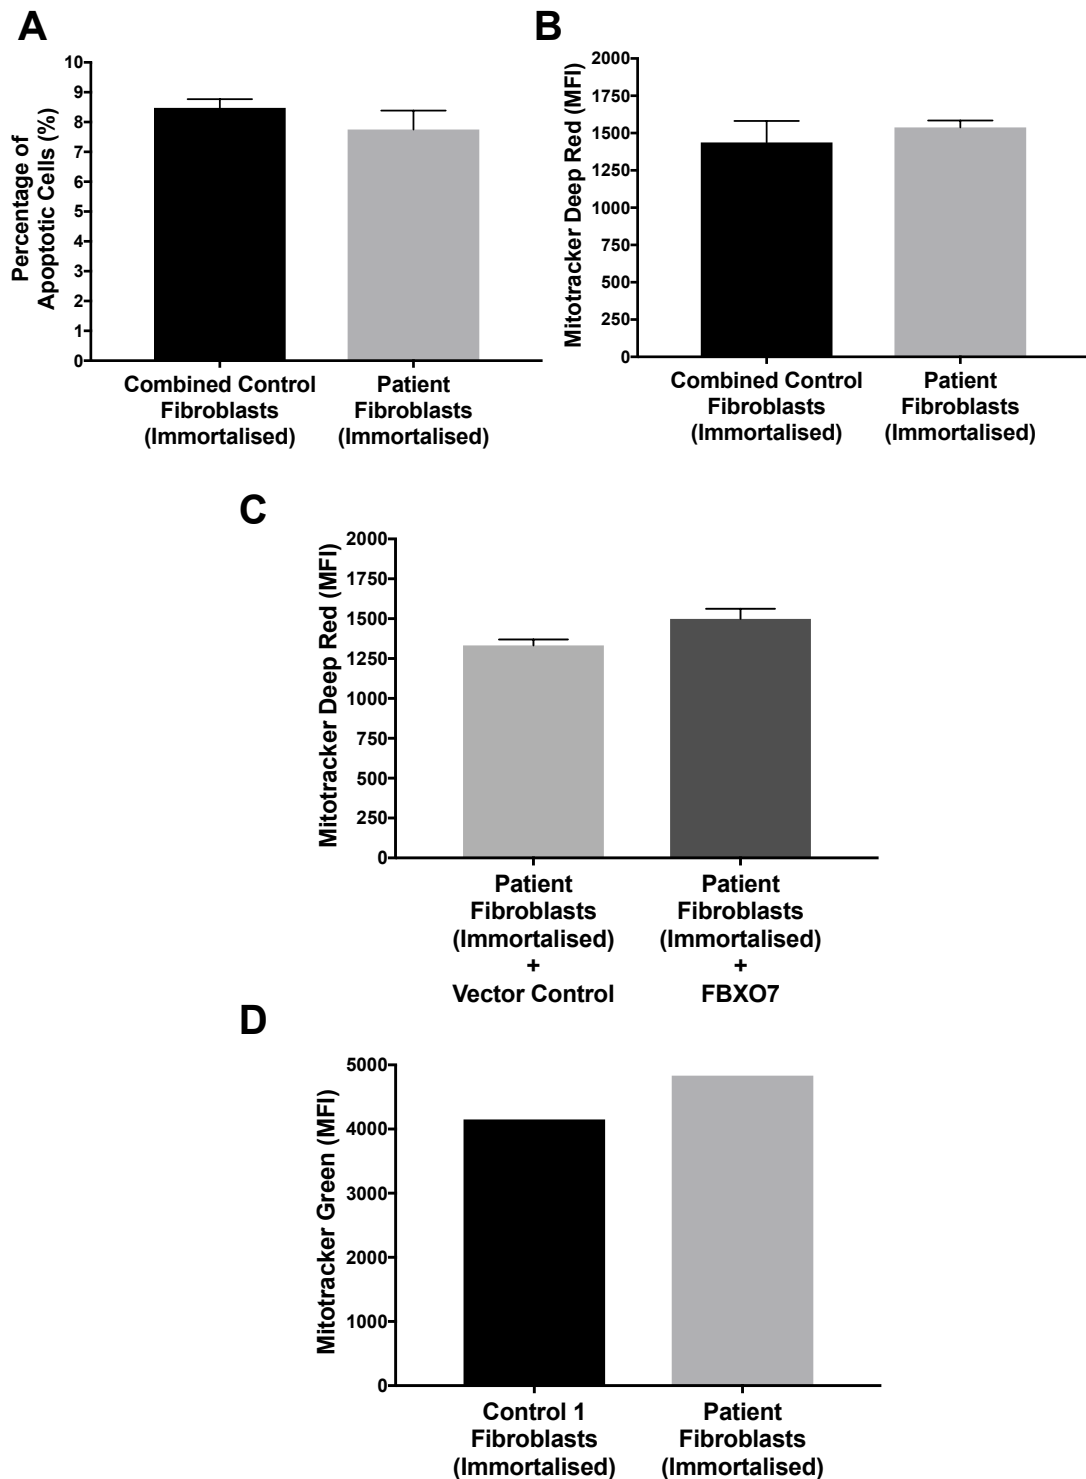 A
Percentage of
Apoptotic Cells (%)
10
9
8
7
6
5
4
3
2
1
0
Combined Control
Fibroblasts
(Immortalised)
Patient
Fibroblasts
(Immortalised)
B
Mitotracker Deep Red (MFI)
2000
1750
1500
1250
1000
750
500
250
0
Combined Control
Fibroblasts
(Immortalised)
Patient
Fibroblasts
(Immortalised)
C
Mitotracker Deep Red (MFI)
2000
1750
1500
1250
1000
750
500
250
0
Patient
Fibroblasts
(Immortalised)
+
Vector Control
Patient
Fibroblasts
(Immortalised)
+
FBXO7
D
Mitotracker Green (MFI)
5000
4000
3000
2000
1000
0
Control 1
Fibroblasts
(Immortalised)
Patient
Fibroblasts
(Immortalised)